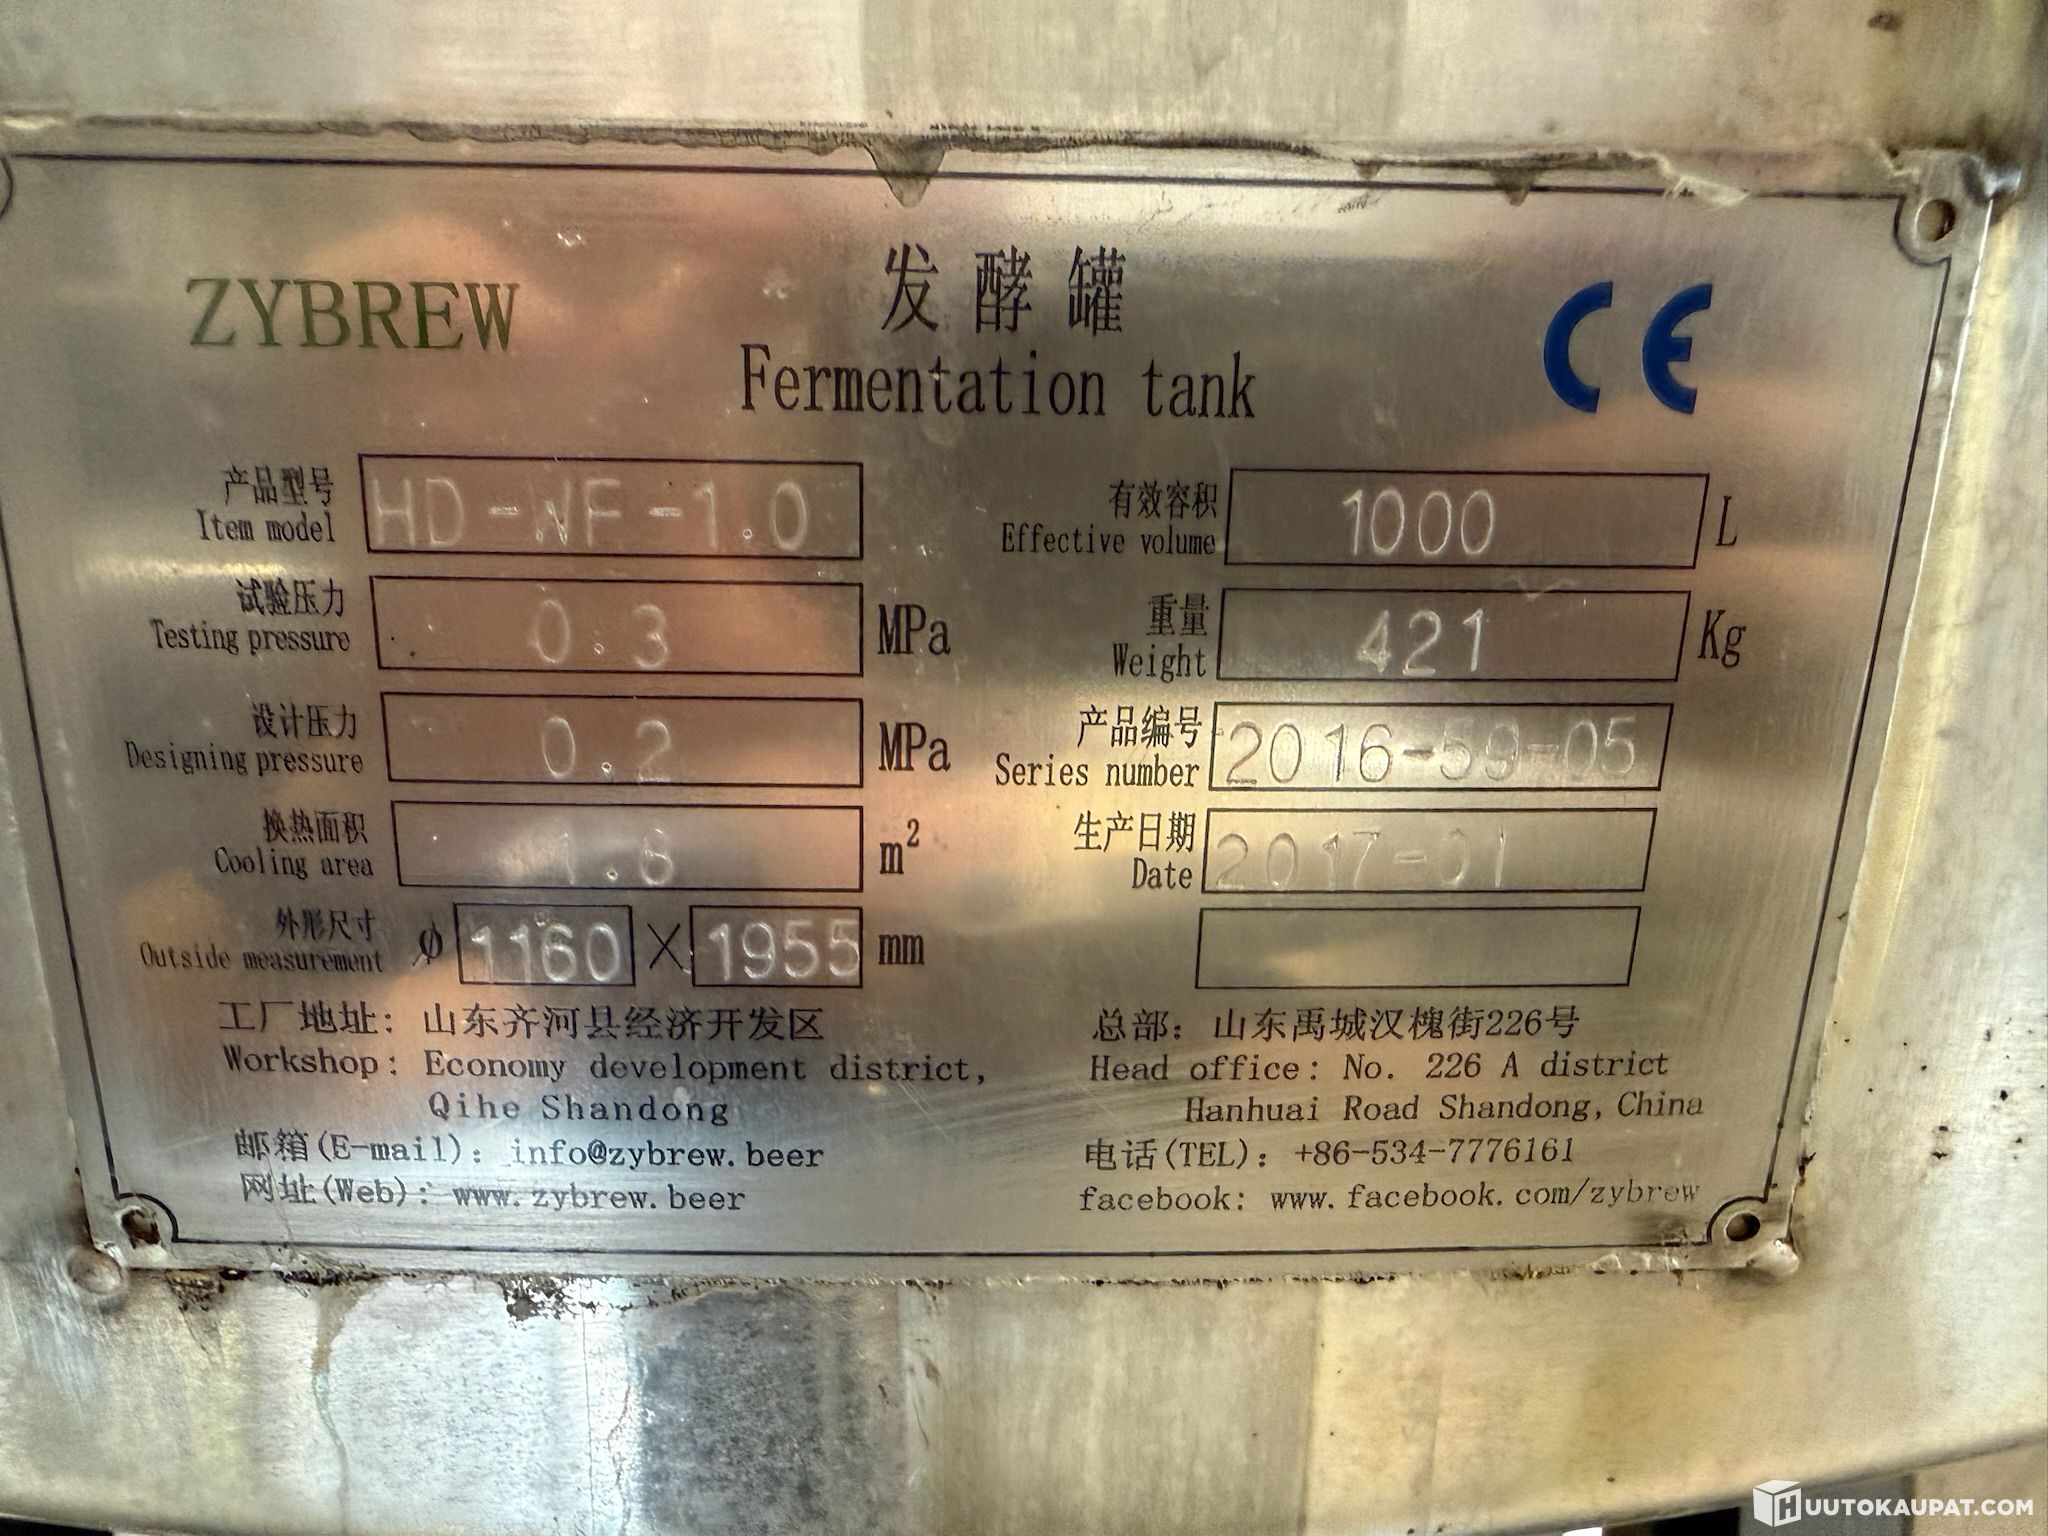 ZYBREW
发酵罐
Fermentation tank
CE
产品型号
Item model
HD-WF-1.0
有效容积
Effective volume
1000 L
试验压力
Testing pressure
0.3 MPa
重量
Weight
421 Kg
设计压力
Designing pressure
0.2 MPa
产品编号
Series number
2016-59-05
换热面积
Cooling area
m²
生产日期
Date
2017-01
外形尺寸
Outside measurement
ø 1160 X 1955 mm
工厂地址: 山东齐河县经济开发区
Workshop: Economy development district,
Qihe Shandong
邮箱(E-mail): info@zybrew.beer
网址(Web): www.zybrew.beer
总部: 山东禹城汉槐街226号
Head office: No. 226 A district
Hanhuai Road Shandong, China
电话(TEL): +86-534-7776161
facebook: www.facebook.com/zybrew
HUUTOKAUPAT.COM